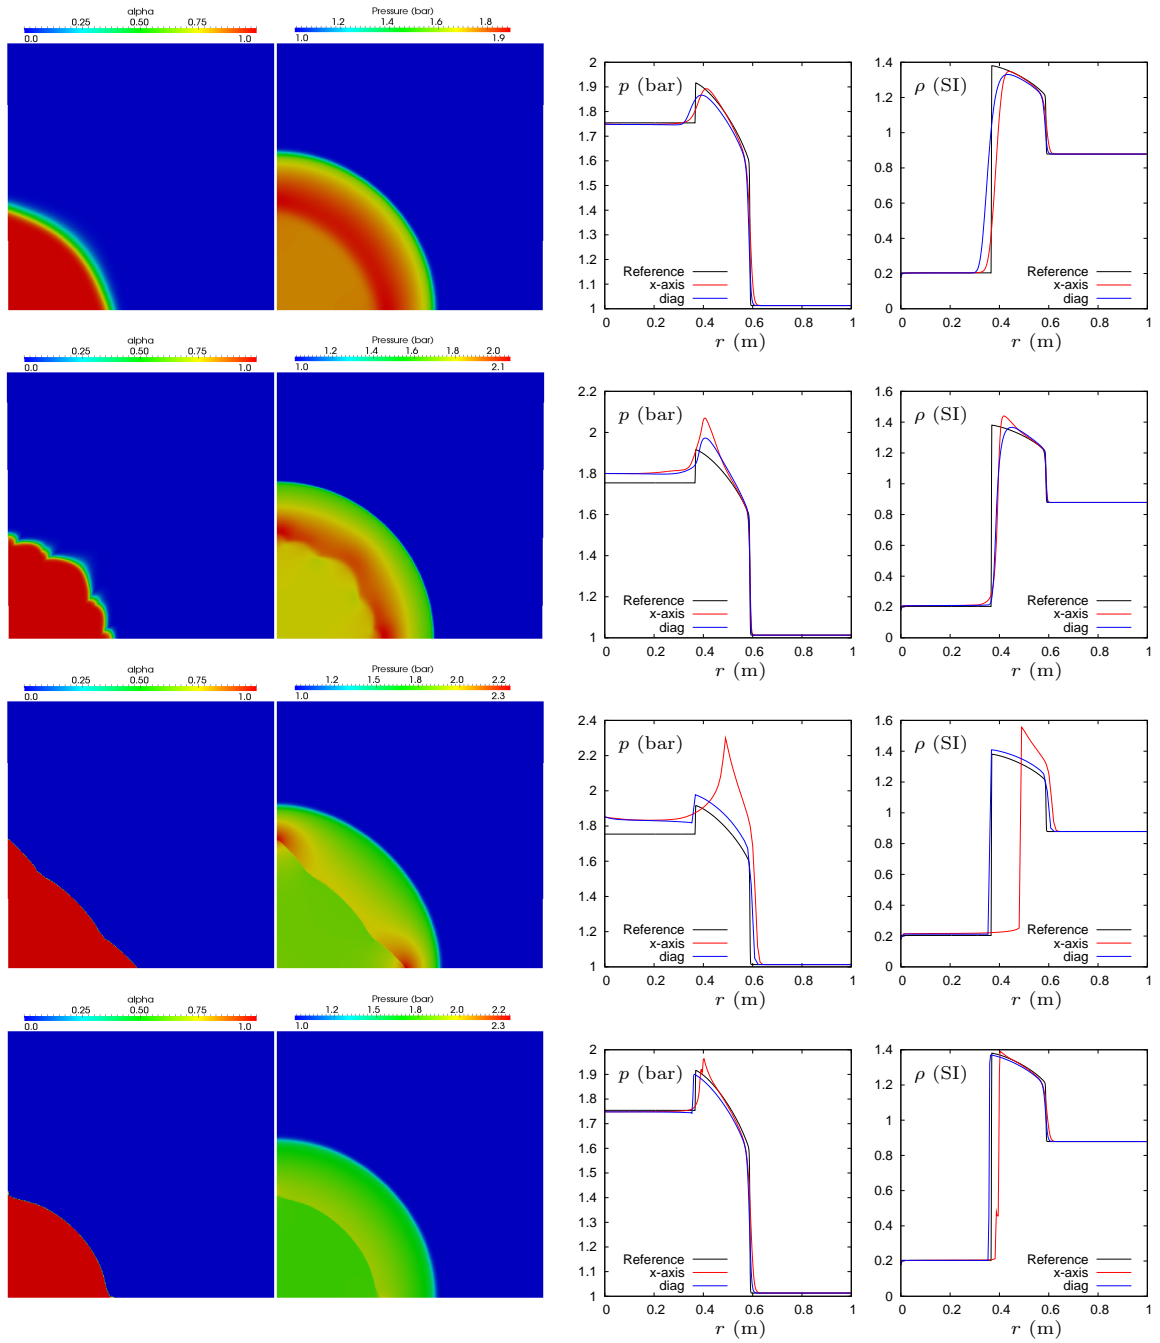 alpha
0.25 0.50 0.75
0.0 1.0
Pressure (bar)
1.2 1.4 1.6 1.8
1.0 1.9
2
1.9
1.8
1.7
1.6
1.5
1.4
1.3
1.2
1.1
1
p (bar)
Reference
x-axis
diag
0 0.2 0.4 0.6 0.8 1
r (m)
1.4
1.2
1
0.8
0.6
0.4
0.2
0
ρ (SI)
Reference
x-axis
diag
0 0.2 0.4 0.6 0.8 1
r (m)
alpha
0.25 0.50 0.75
0.0 1.0
Pressure (bar)
1.2 1.4 1.6 1.8 2.0
1.0 2.1
2.2
2
1.8
1.6
1.4
1.2
1
p (bar)
Reference
x-axis
diag
0 0.2 0.4 0.6 0.8 1
r (m)
1.6
1.4
1.2
1
0.8
0.6
0.4
0.2
0
ρ (SI)
Reference
x-axis
diag
0 0.2 0.4 0.6 0.8 1
r (m)
alpha
0.25 0.50 0.75
0.0 1.0
Pressure (bar)
1.2 1.5 1.8 2.0 2.2
1.0 2.3
2.4
2.2
2
1.8
1.6
1.4
1.2
1
p (bar)
Reference
x-axis
diag
0 0.2 0.4 0.6 0.8 1
r (m)
1.6
1.4
1.2
1
0.8
0.6
0.4
0.2
0
ρ (SI)
Reference
x-axis
diag
0 0.2 0.4 0.6 0.8 1
r (m)
alpha
0.25 0.50 0.75
0.0 1.0
Pressure (bar)
1.2 1.5 1.8 2.0 2.2
1.0 2.3
2
1.9
1.8
1.7
1.6
1.5
1.4
1.3
1.2
1.1
1
p (bar)
Reference
x-axis
diag
0 0.2 0.4 0.6 0.8 1
r (m)
1.4
1.2
1
0.8
0.6
0.4
0.2
0
ρ (SI)
Reference
x-axis
diag
0 0.2 0.4 0.6 0.8 1
r (m)